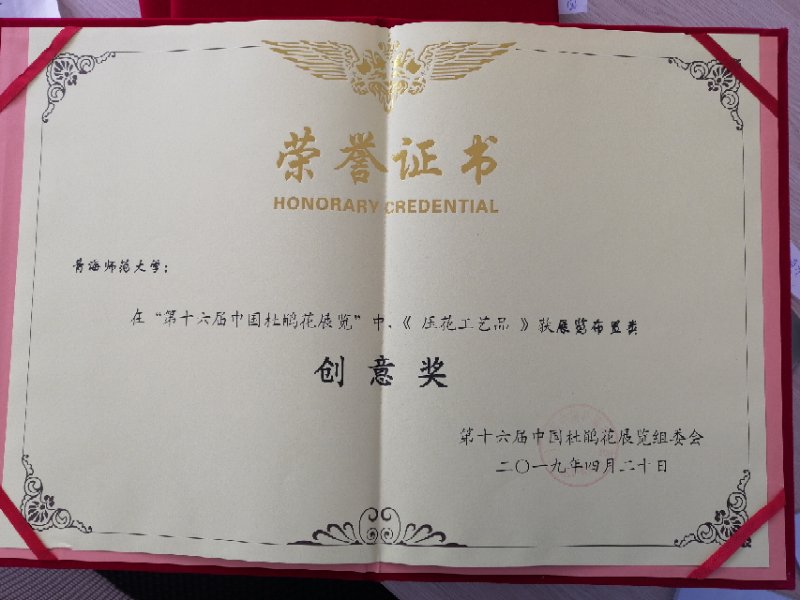 荣誉证书
HONORARY CREDENTIAL
青海师范大学：
在“第十六届中国杜鹃花展览”中，《 压花工艺品 》获展览布置类
创意奖
第十六届中国杜鹃花展览组委会
二〇一九年四月二十日